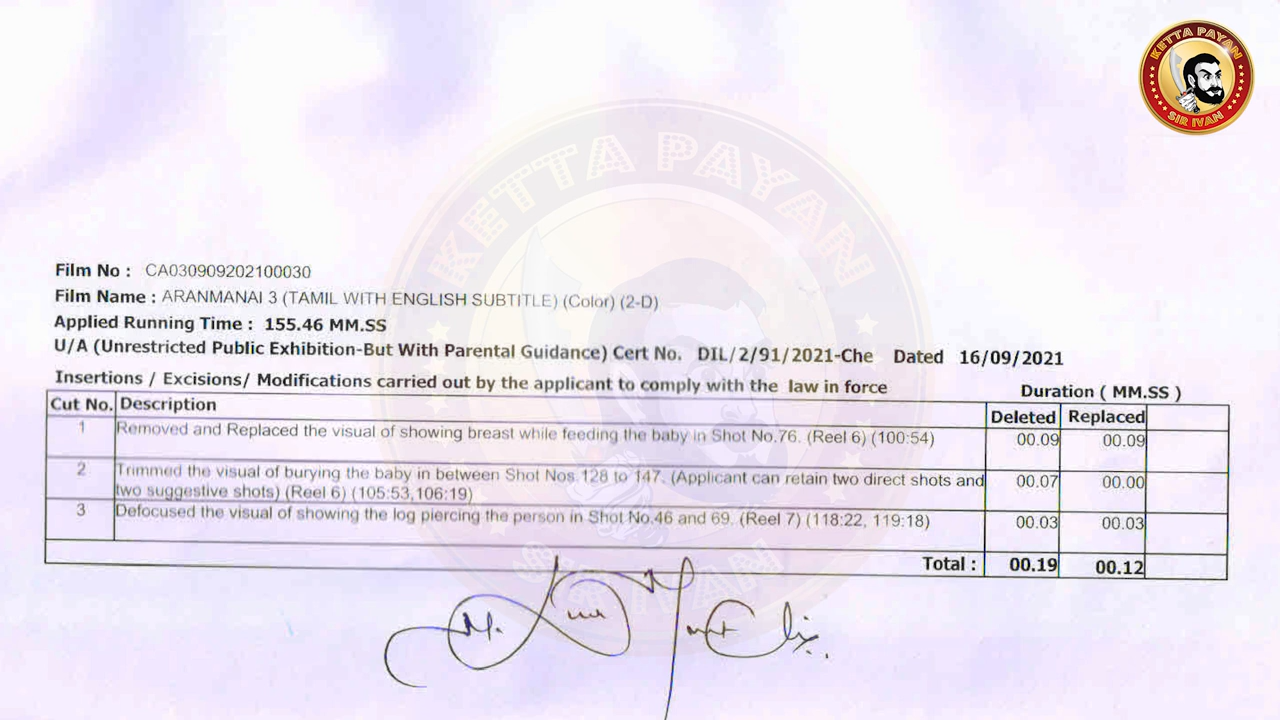 KETTA PAYAN
SIR IVAN
KETTA PAYAN
SIR IVAN
Film No : CA030909202100030
Film Name : ARANMANAI 3 (TAMIL WITH ENGLISH SUBTITLE) (Color) (2-D)
Applied Running Time : 155.46 MM.SS
U/A (Unrestricted Public Exhibition-But With Parental Guidance) Cert No. DIL/2/91/2021-Che Dated 16/09/2021
Insertions / Excisions/ Modifications carried out by the applicant to comply with the law in force Duration ( MM.SS )
Cut No. Description Deleted Replaced
1 Removed and Replaced the visual of showing breast while feeding the baby in Shot No.76. (Reel 6) (100:54) 00.09 00.09
2 Trimmed the visual of burying the baby in between Shot Nos.128 to 147. (Applicant can retain two direct shots and 00.07 00.00
two suggestive shots) (Reel 6) (105:53,106:19)
3 Defocused the visual of showing the log piercing the person in Shot No.46 and 69. (Reel 7) (118:22, 119:18) 00.03 00.03
Total : 00.19 00.12